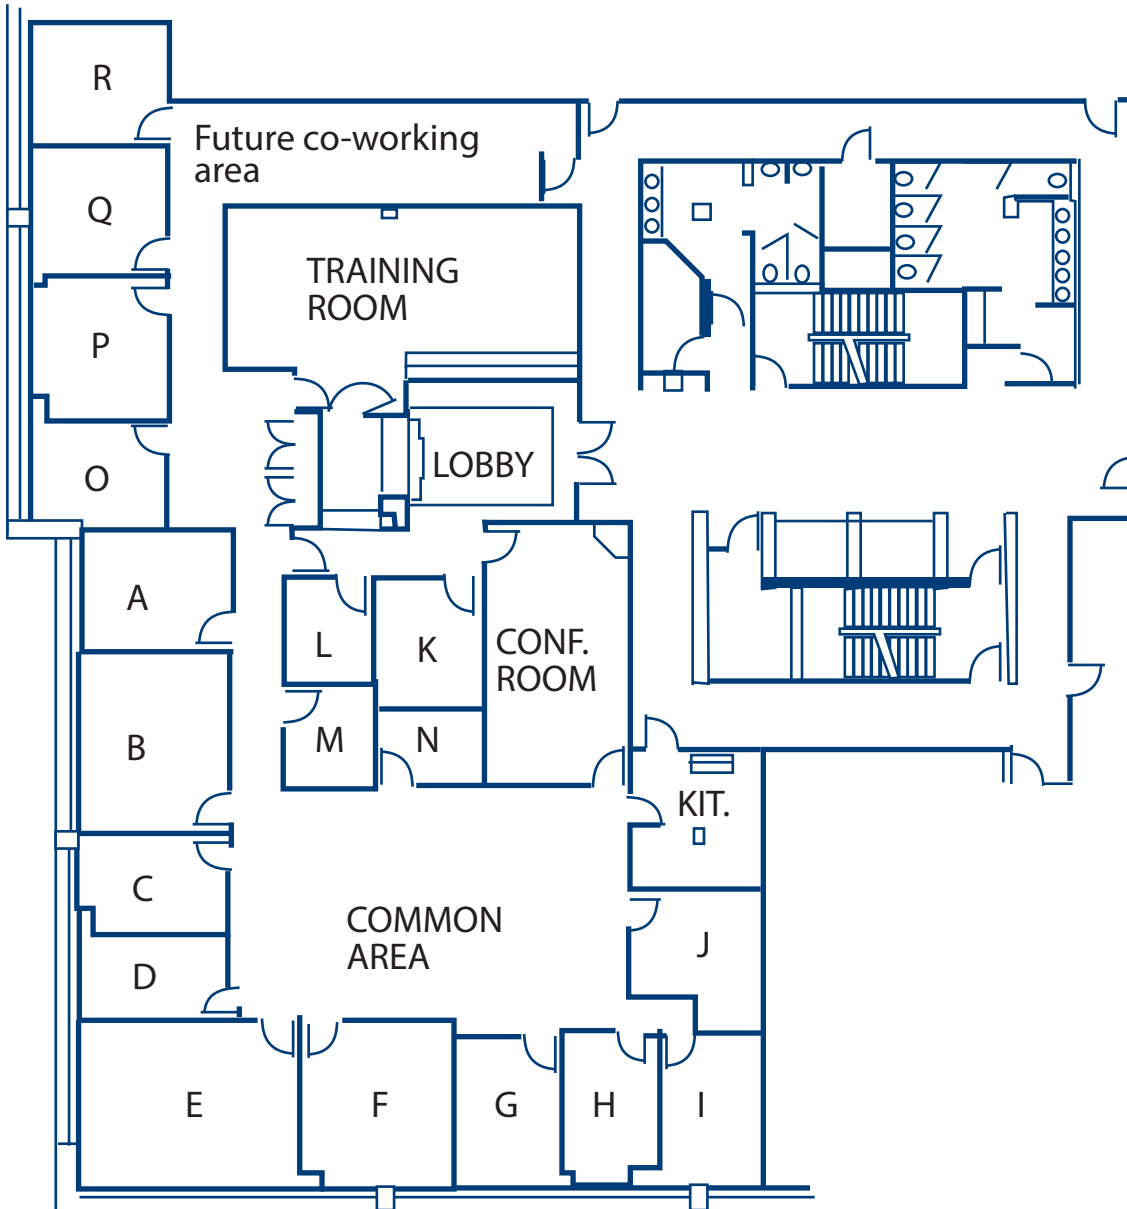 R
Future co-working
area
Q
TRAINING
ROOM
P
O
LOBBY
A
L
K
CONF.
ROOM
B
M
N
KIT.
C
COMMON
AREA
J
D
E
F
G
H
I